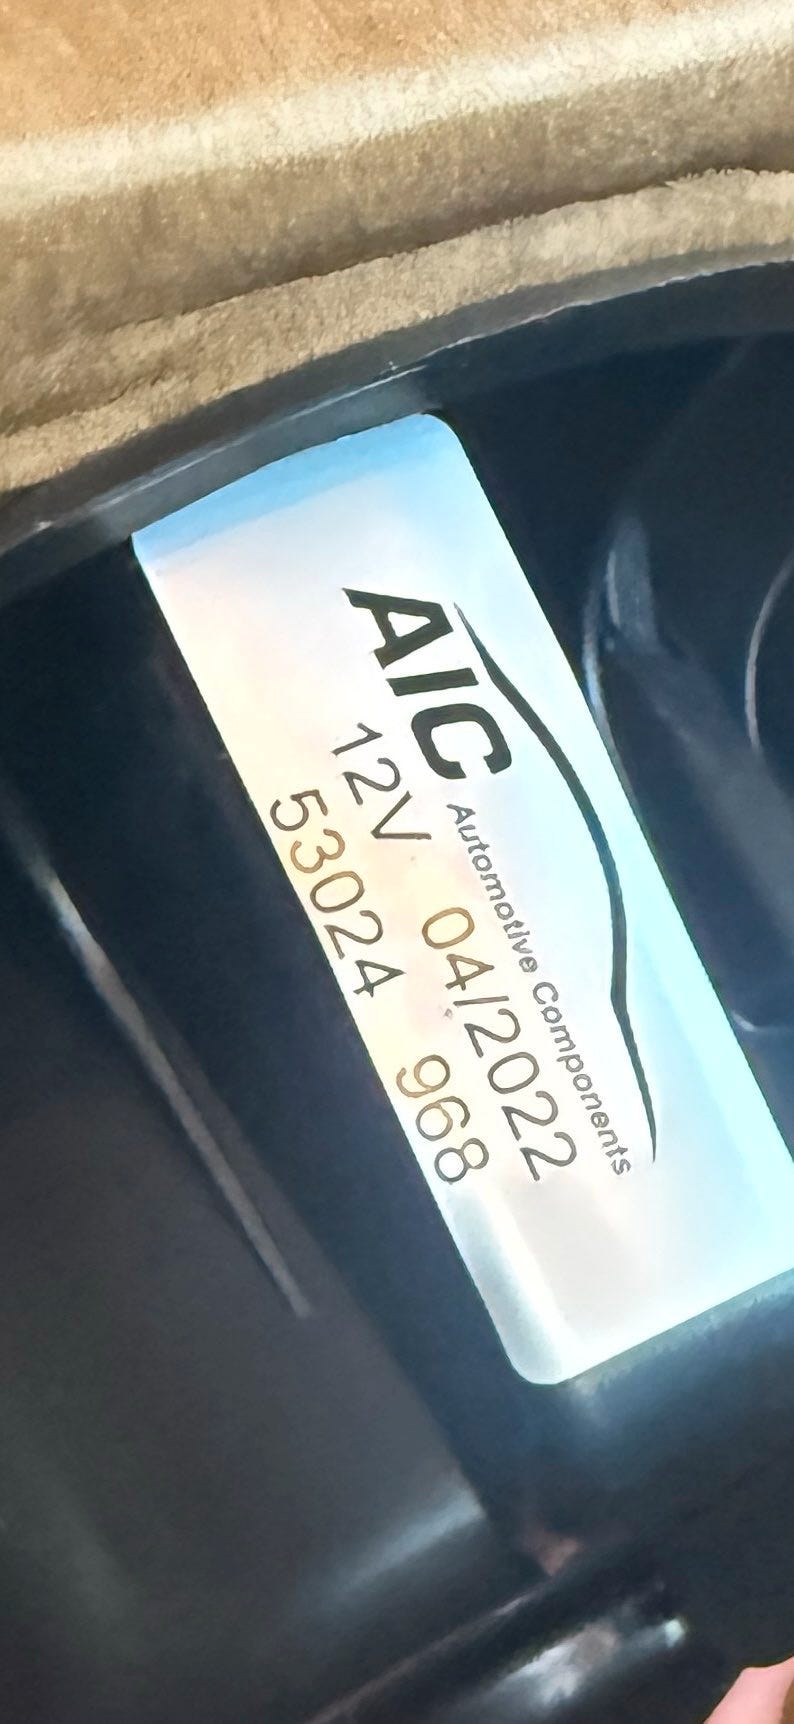 AIC
Automotive Components
12V 04/2022
53024 968